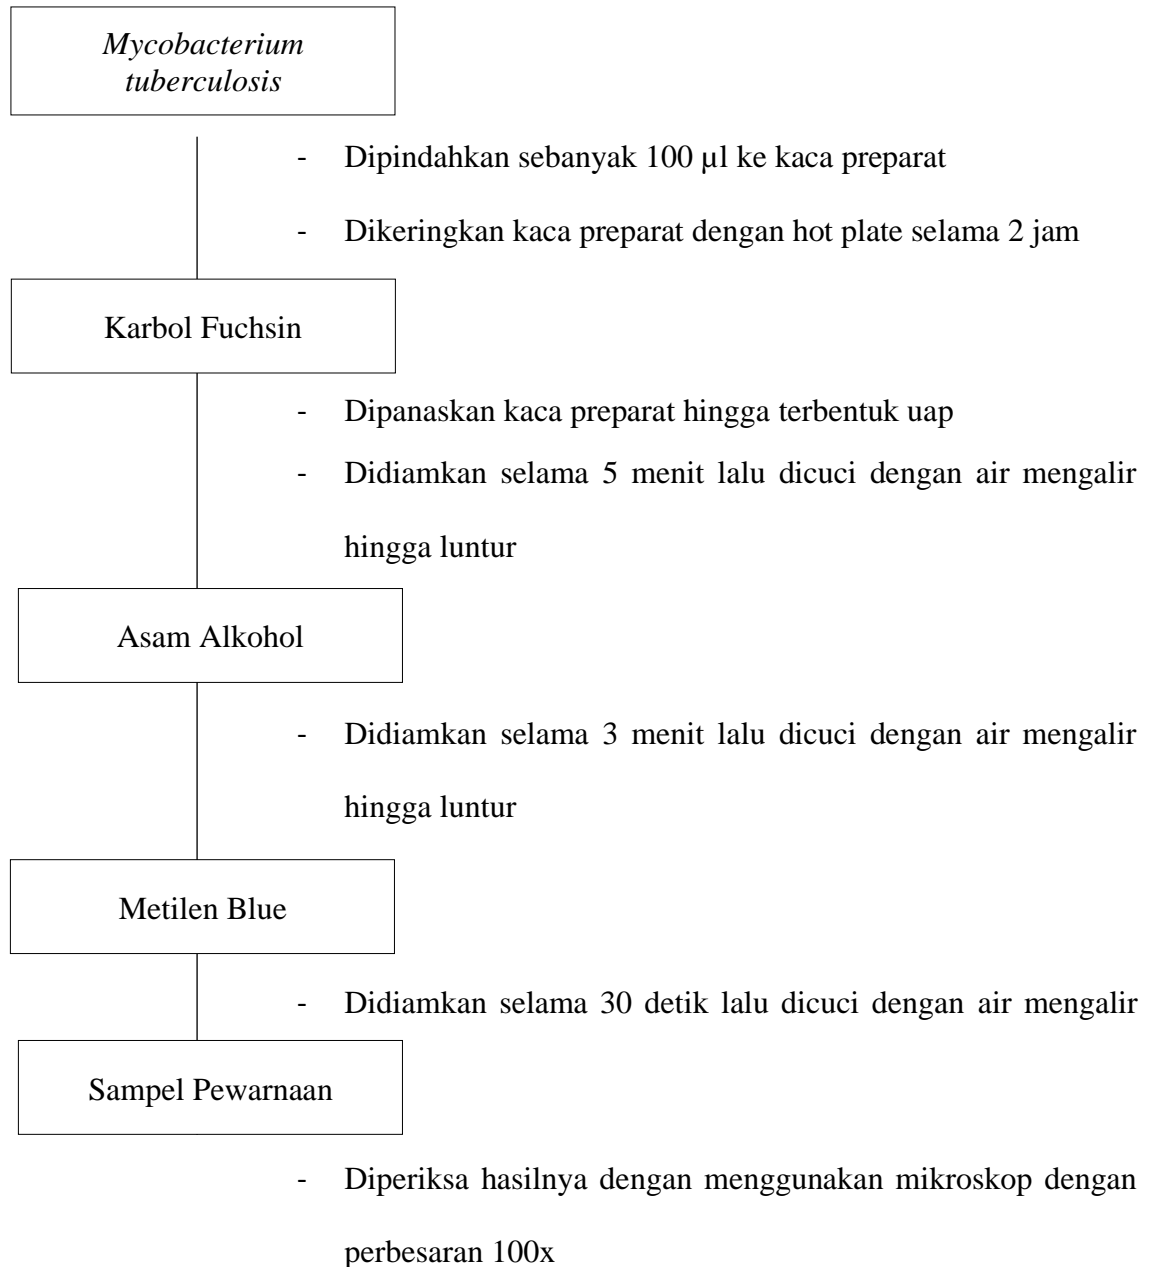 Mycobacterium
tuberculosis
- Dipindahkan sebanyak 100 µl ke kaca preparat
- Dikeringkan kaca preparat dengan hot plate selama 2 jam
Karbol Fuchsin
- Dipanaskan kaca preparat hingga terbentuk uap
- Didiamkan selama 5 menit lalu dicuci dengan air mengalir
hingga luntur
Asam Alkohol
- Didiamkan selama 3 menit lalu dicuci dengan air mengalir
hingga luntur
Metilen Blue
- Didiamkan selama 30 detik lalu dicuci dengan air mengalir
Sampel Pewarnaan
- Diperiksa hasilnya dengan menggunakan mikroskop dengan
perbesaran 100x